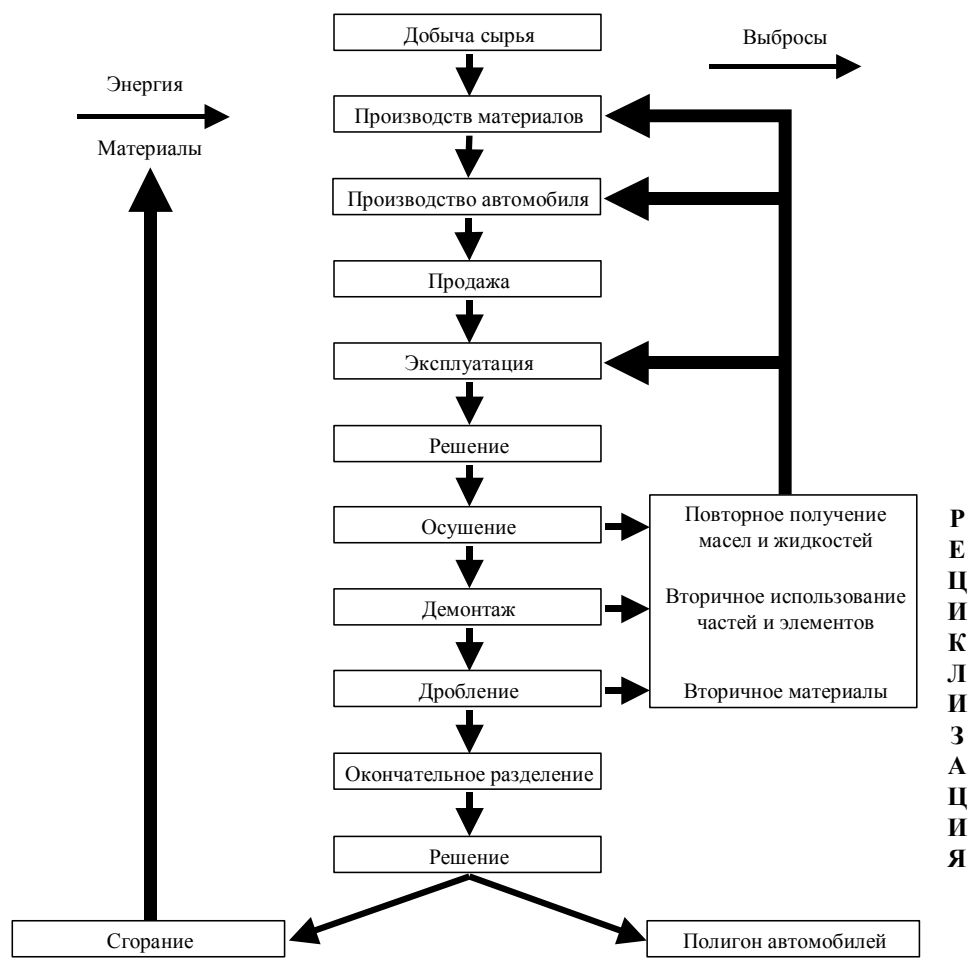 Добыча сырья
Выбросы
Энергия
Материалы
Производств материалов
Производство автомобиля
Продажа
Эксплуатация
Решение
Осушение
Повторное получение
масел и жидкостей
Демонтаж
Вторичное использование
частей и элементов
Дробление
Вторичное материалы
Окончательное разделение
Решение
Сгорание
Полигон автомобилей
Р
Е
Ц
И
К
Л
И
З
А
Ц
И
Я